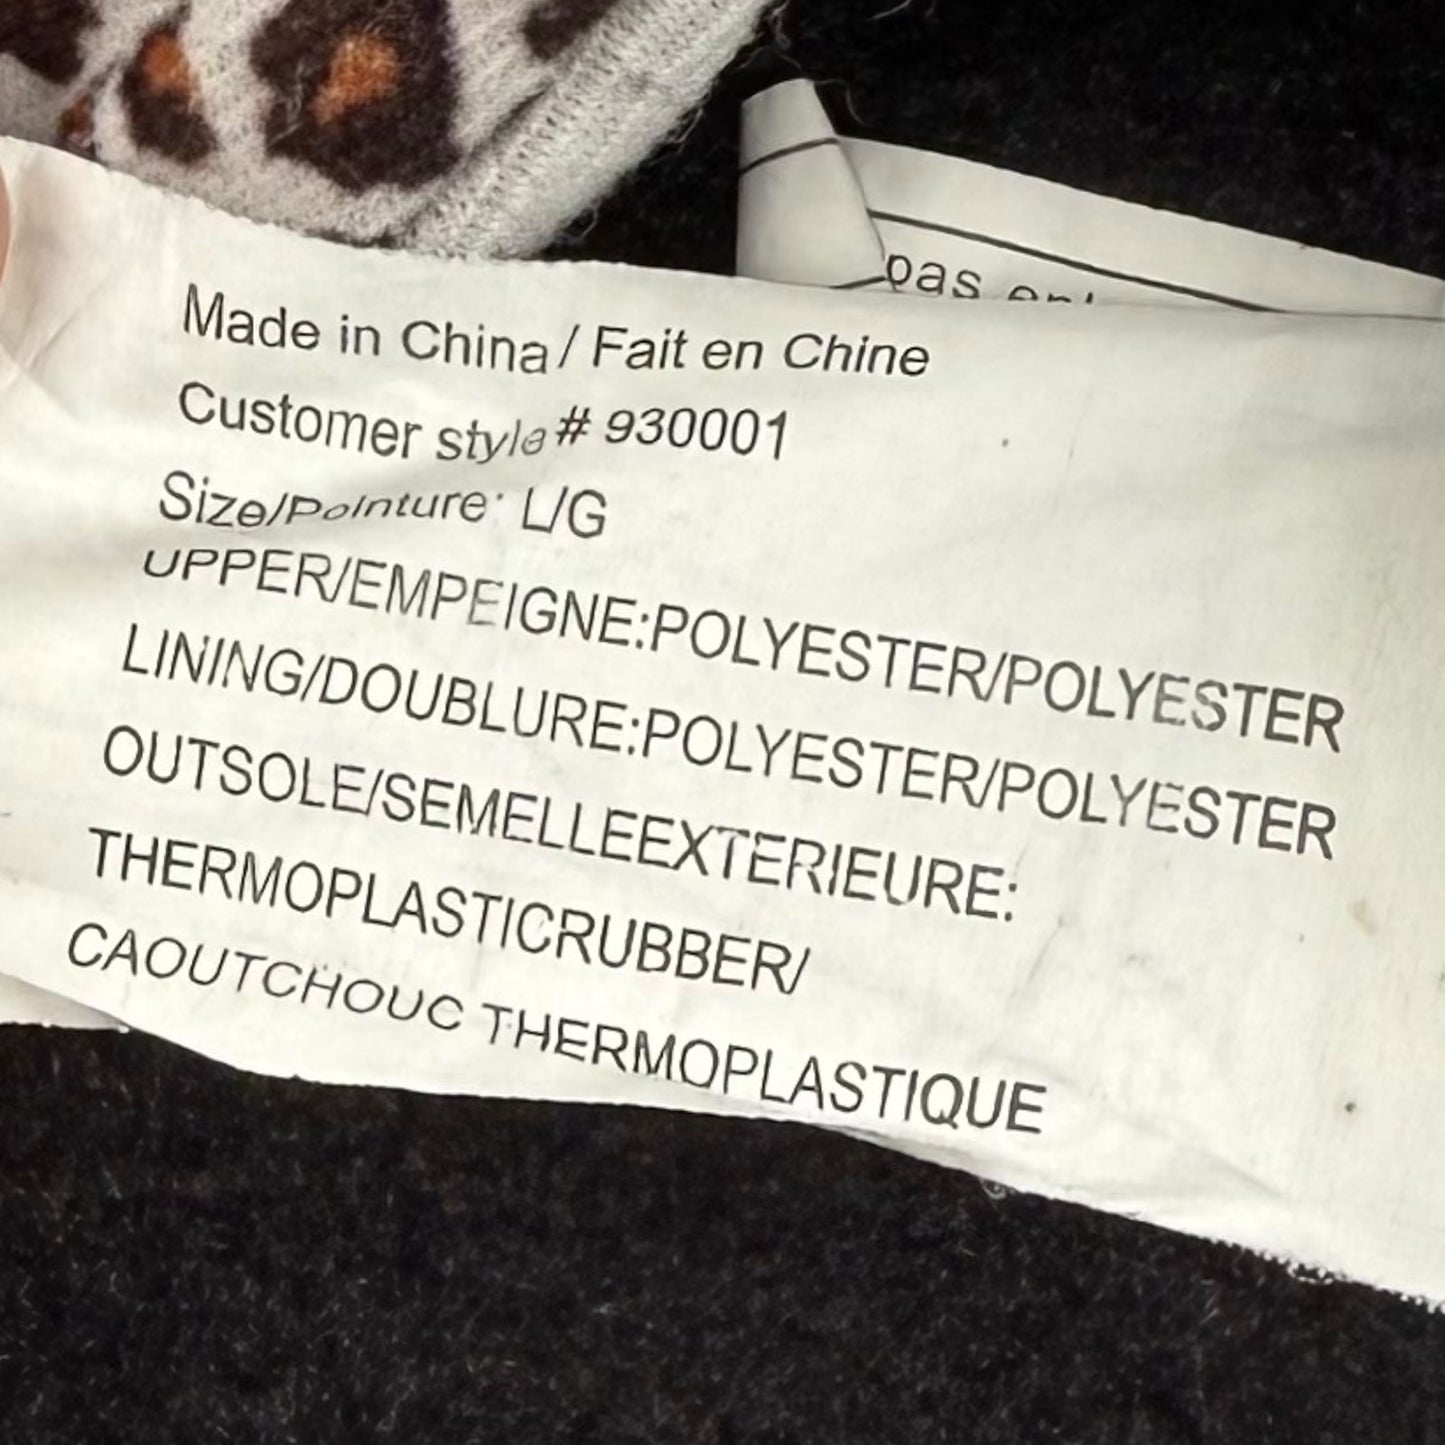 pas
Made in China / Fait en Chine
Customer style # 930001
Size/Pointure: L/G
UPPER/EMPEIGNE:POLYESTER/POLYESTER
LINING/DOUBLURE:POLYESTER/POLYESTER
OUTSOLE/SEMELLEEXTERIEURE:
THERMOPLASTICRUBBER/
CAOUTCHOUC THERMOPLASTIQUE